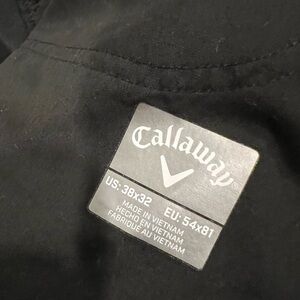 Callaway
US: 38x32 EU: 54x81
MADE IN VIETNAM
HECHO EN VIETNAM
FABRIQUÉ AU VIETNAM